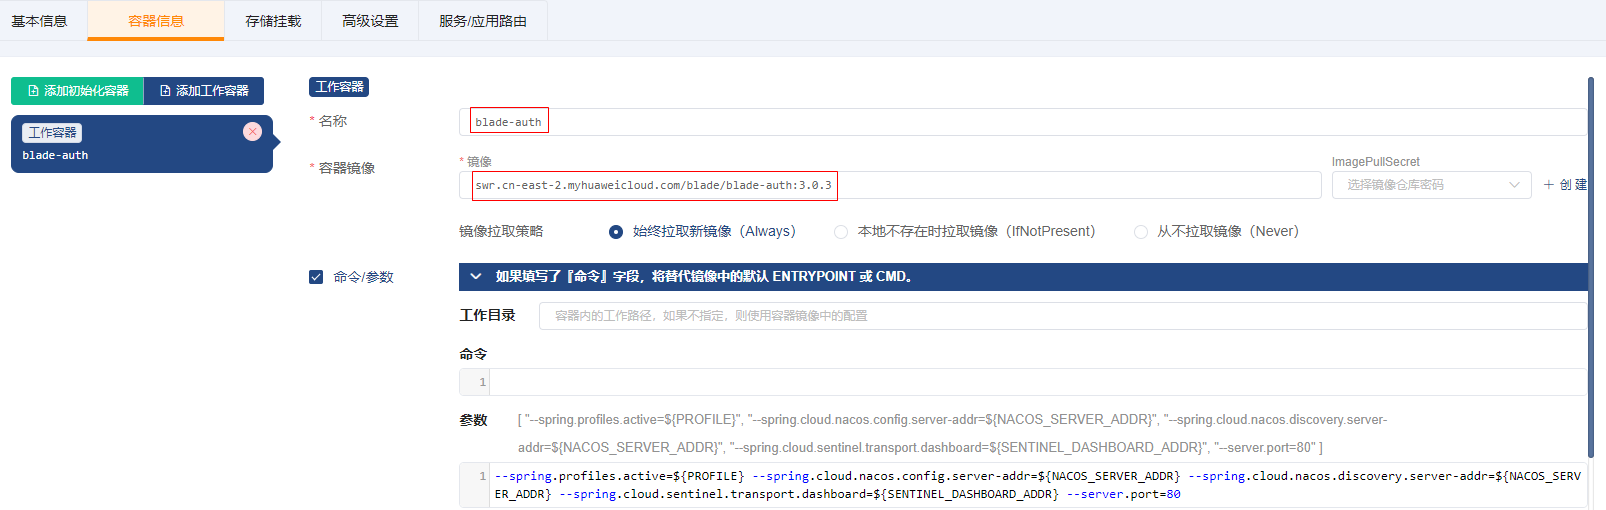 基本信息 容器信息 存储挂载 高级设置 服务/应用路由
添加初始化容器 添加工作容器 工作容器
工作容器
blade-auth
* 名称 blade-auth
* 容器镜像 * 镜像 ImagePullSecret
swr.cn-east-2.myhuaweicloud.com/blade/blade-auth:3.0.3 选择镜像仓库密码 + 创建
镜像拉取策略 始终拉取新镜像（Always） 本地不存在时拉取镜像（IfNotPresent） 从不拉取镜像（Never）
命令/参数 如果填写了『命令』字段，将替代镜像中的默认 ENTRYPOINT 或 CMD。
工作目录 容器内的工作路径，如果不指定，则使用容器镜像中的配置
命令
1
参数 [ "--spring.profiles.active=${PROFILE}", "--spring.cloud.nacos.config.server-addr=${NACOS_SERVER_ADDR}", "--spring.cloud.nacos.discovery.server-
addr=${NACOS_SERVER_ADDR}", "--spring.cloud.sentinel.transport.dashboard=${SENTINEL_DASHBOARD_ADDR}", "--server.port=80" ]
1 --spring.profiles.active=${PROFILE} --spring.cloud.nacos.config.server-addr=${NACOS_SERVER_ADDR} --spring.cloud.nacos.discovery.server-addr=${NACOS_SERV
ER_ADDR} --spring.cloud.sentinel.transport.dashboard=${SENTINEL_DASHBOARD_ADDR} --server.port=80